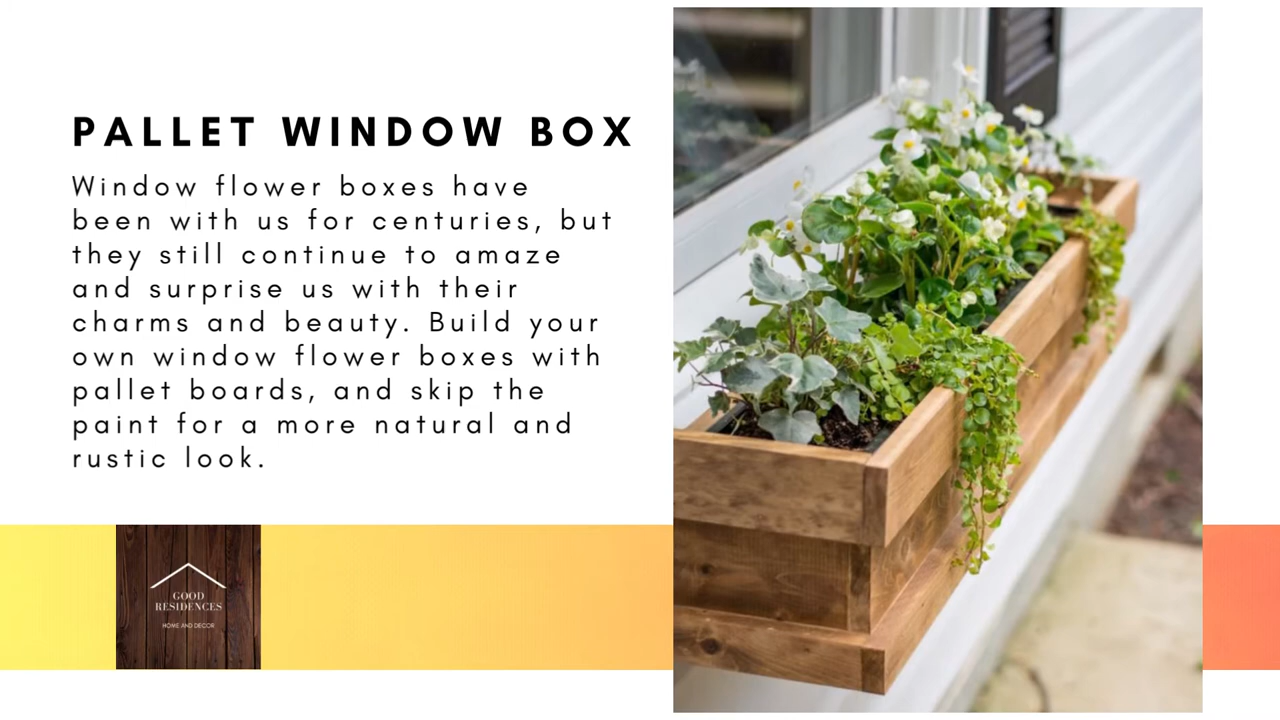 PALLET WINDOW BOX
Window flower boxes have
been with us for centuries, but
they still continue to amaze
and surprise us with their
charms and beauty. Build your
own window flower boxes with
pallet boards, and skip the
paint for a more natural and
rustic look.
GOOD
RESIDENCES
HOME AND DECOR